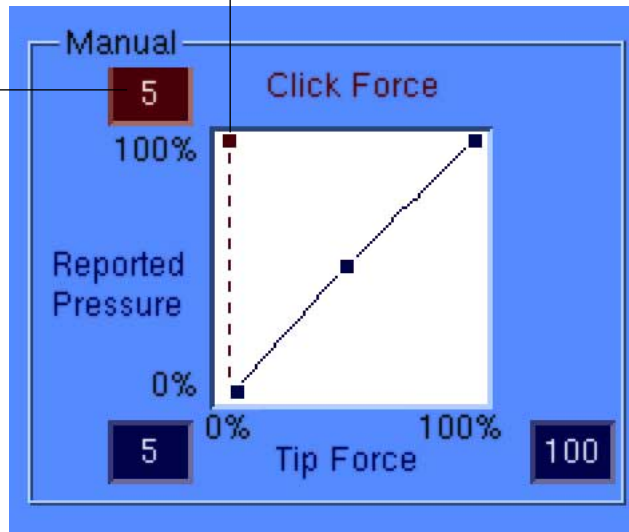 Manual
5
Click Force
100%
Reported
Pressure
0%
0%
100%
5
Tip Force
100